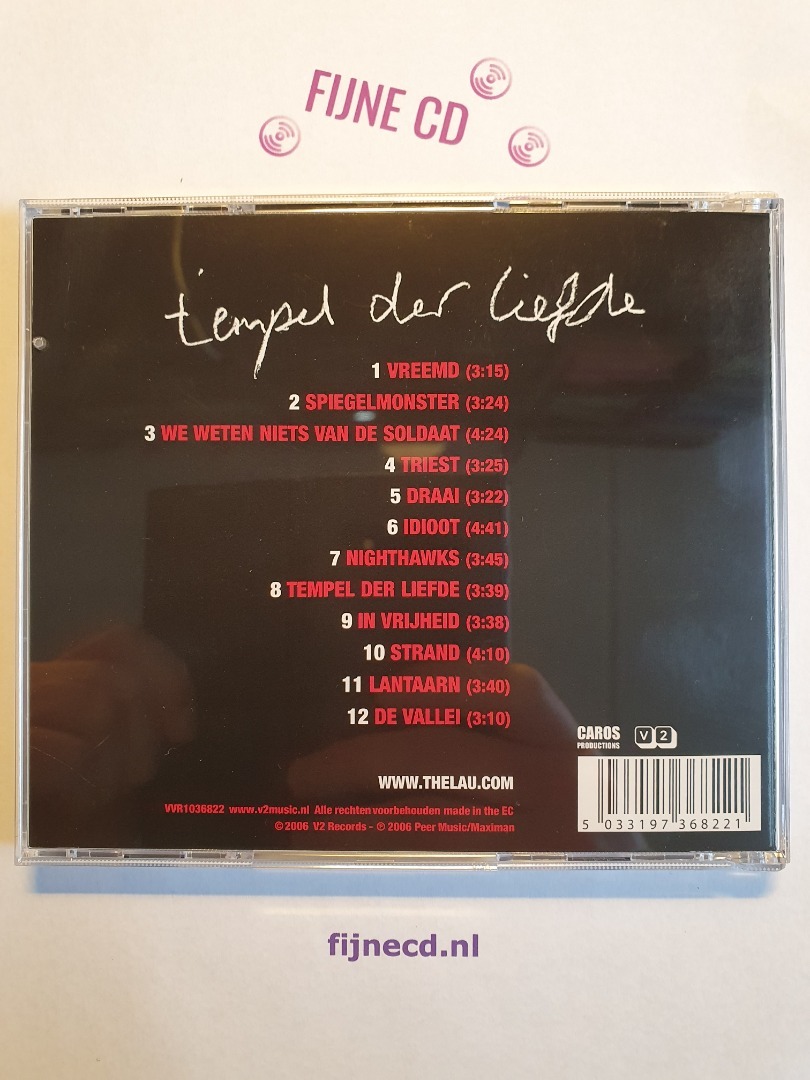 FIJNE CD
tempel der liefde
1 VREEMD (3:15)
2 SPIEGELMONSTER (3:24)
3 WE WETEN NIETS VAN DE SOLDAAT (4:24)
4 TRIEST (3:25)
5 DRAAI (3:22)
6 IDIOOT (4:41)
7 NIGHTHAWKS (3:45)
8 TEMPEL DER LIEFDE (3:39)
9 IN VRIJHEID (3:38)
10 STRAND (4:10)
11 LANTAARN (3:40)
12 DE VALLEI (3:10)
CAROS
PRODUCTIONS
V2
WWW.THELAU.COM
VVR1036822 www.v2music.nl Alle rechten voorbehouden made in the EC
©2006 V2 Records - ℗ 2006 Peer Music/Maximan
5 033197 368221
fijnecd.nl